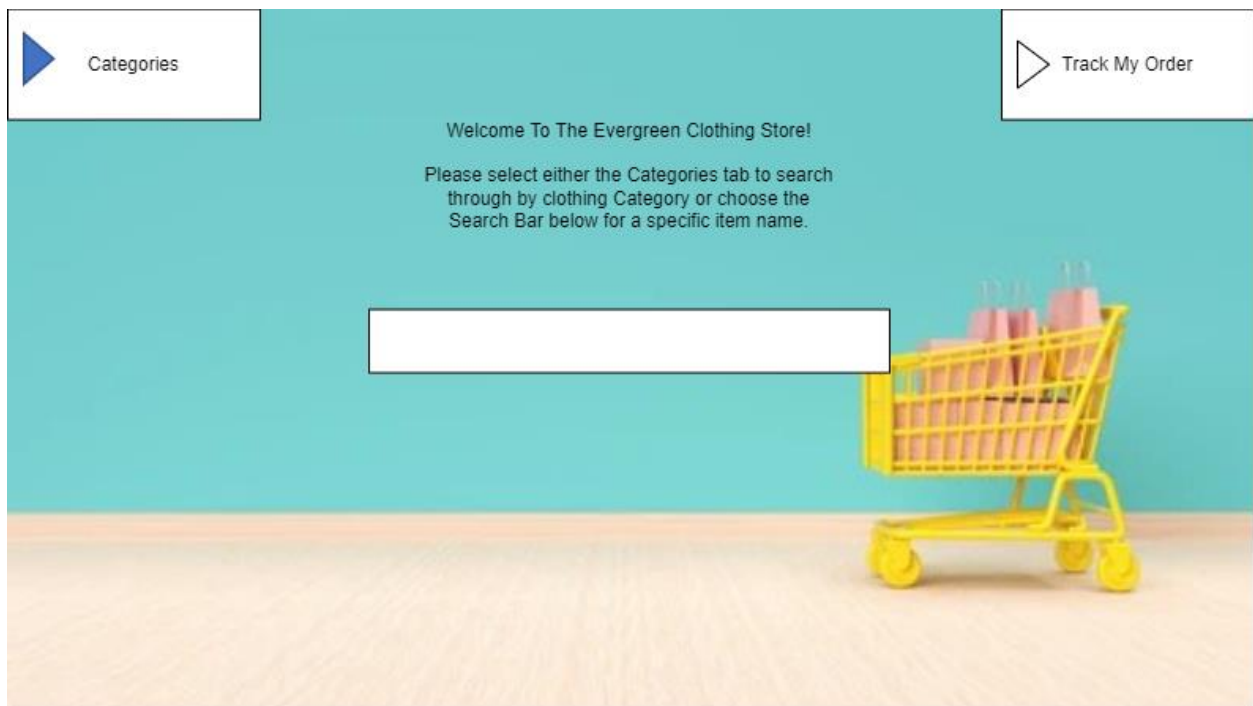 Categories
Track My Order
Welcome To The Evergreen Clothing Store!
Please select either the Categories tab to search
through by clothing Category or choose the
Search Bar below for a specific item name.